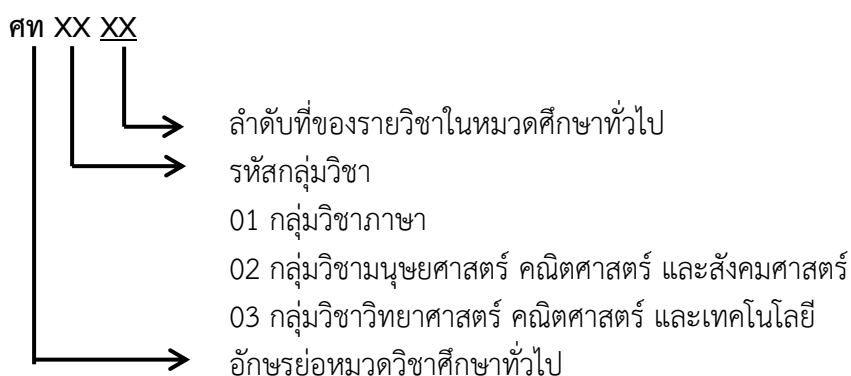 ศท XX XX
ลำดับที่ของรายวิชาในหมวดศึกษาทั่วไป
รหัสกลุ่มวิชา
01 กลุ่มวิชาภาษา
02 กลุ่มวิชามนุษยศาสตร์ คณิตศาสตร์ และสังคมศาสตร์
03 กลุ่มวิชาวิทยาศาสตร์ คณิตศาสตร์ และเทคโนโลยี
อักษรย่อหมวดวิชาศึกษาทั่วไป